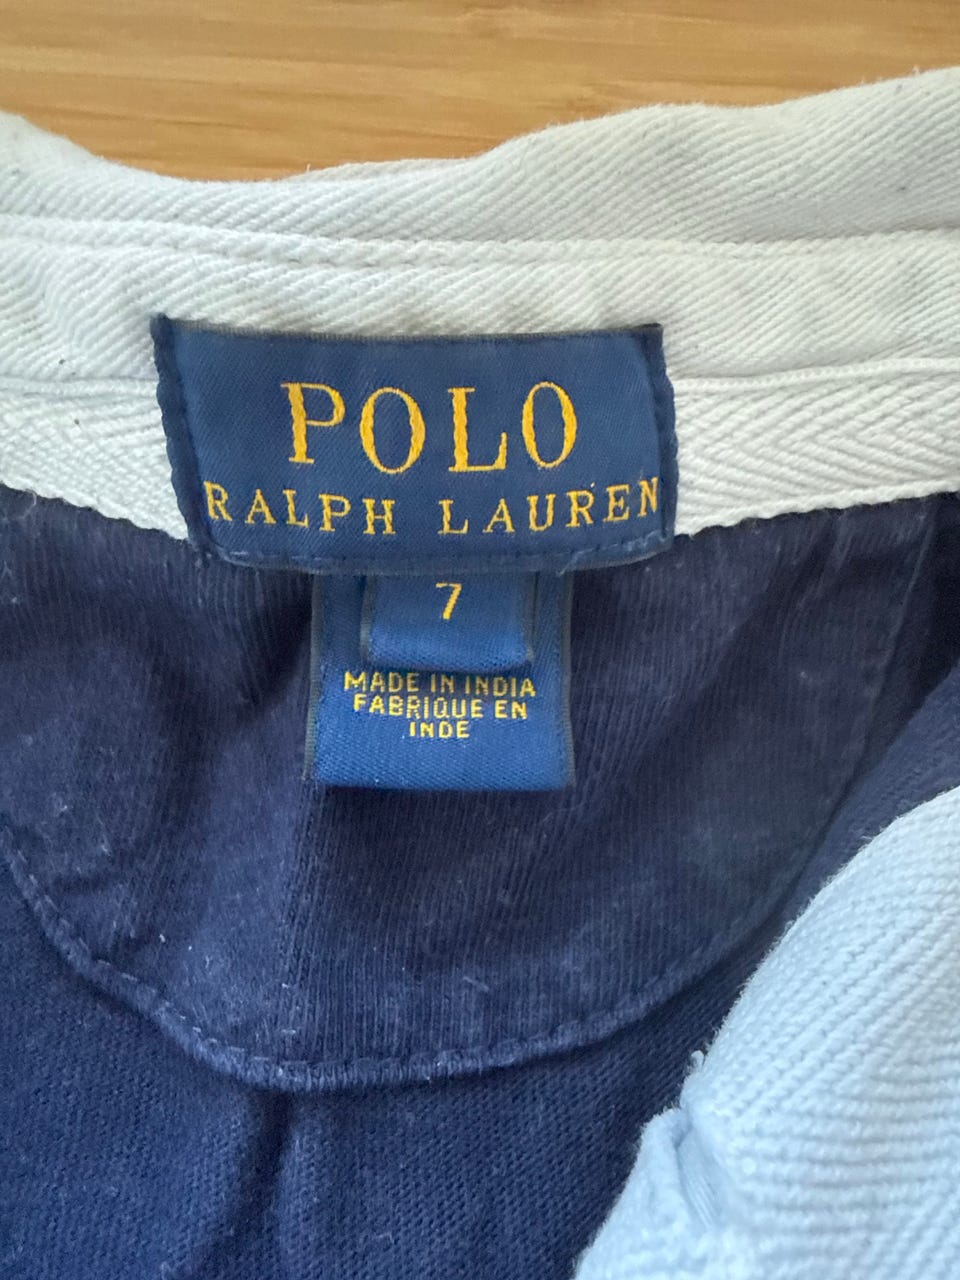 POLO
RALPH LAUREN
7
MADE IN INDIA
FABRIQUE EN
INDE